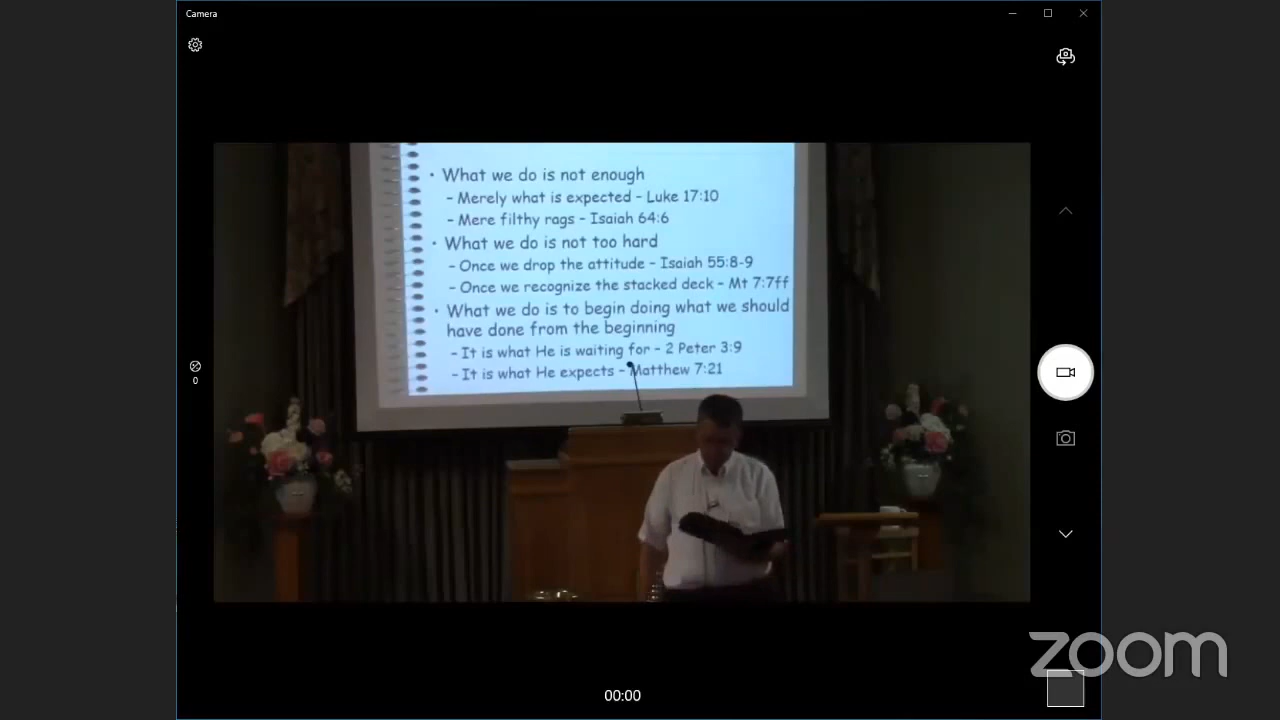 Camera
• What we do is not enough
– Merely what is expected – Luke 17:10
– Mere filthy rags – Isaiah 64:6
• What we do is not too hard
– Once we drop the attitude – Isaiah 55:8-9
– Once we recognize the stacked deck – Mt 7:7ff
• What we do is to begin doing what we should
have done from the beginning
– It is what He is waiting for – 2 Peter 3:9
– It is what He expects – Matthew 7:21
0
zoom
00:00